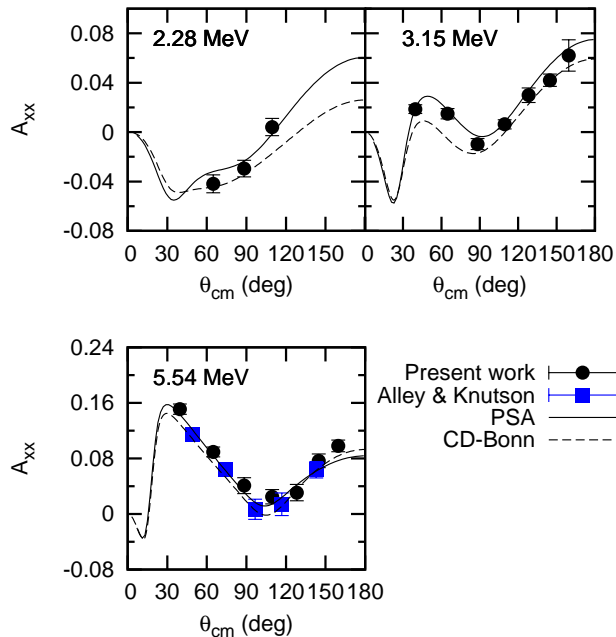 2.28 MeV
3.15 MeV
0.08
0.04
0
-0.04
-0.08
A_xx
0 30 60 90 120 150
0 30 60 90 120 150 180
θ_cm (deg)
θ_cm (deg)
5.54 MeV
0.24
0.16
0.08
0
-0.08
A_xx
0 30 60 90 120 150 180
θ_cm (deg)
Present work
Alley & Knutson
PSA
CD-Bonn